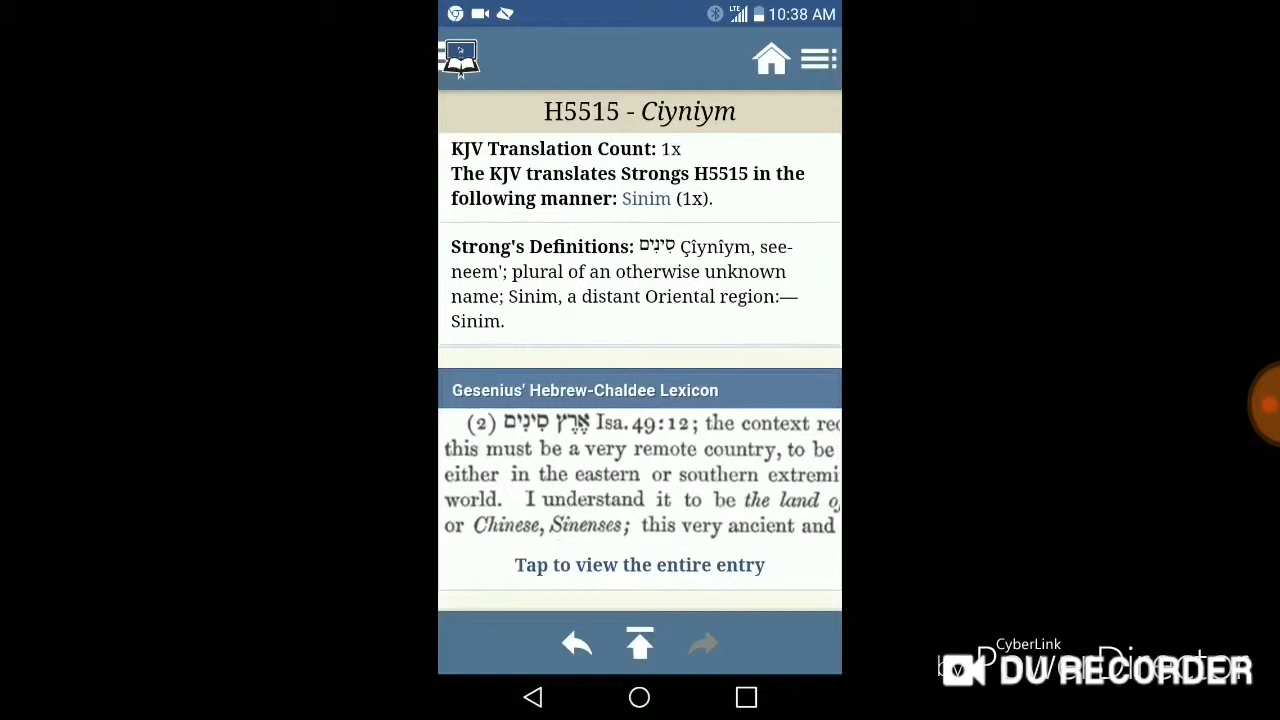 LTE 10:38 AM
H5515 - Ciyniym
KJV Translation Count: 1x
The KJV translates Strongs H5515 in the
following manner: Sinim (1x).
Strong's Definitions: סִינִים Çîynîym, see-
neem'; plural of an otherwise unknown
name; Sinim, a distant Oriental region:—
Sinim.
Gesenius' Hebrew-Chaldee Lexicon
(2) אֶרֶץ סִינִים Isa. 49:12; the context
this must be a very remote country, to be
either in the eastern or southern
world. I understand it to be the land
or Chinese, Sinenses; this very ancient and
Tap to view the entire entry
CyberLink
by PowerDirector
DU RECORDER